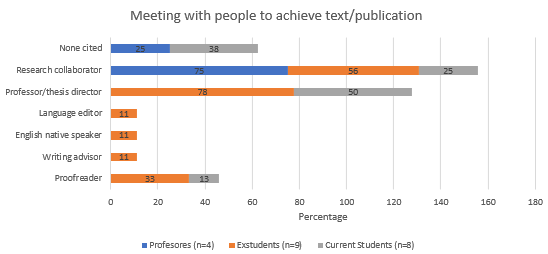 Meeting with people to achieve text/publication
None cited 25 38
Research collaborator 75 56 25
Professor/thesis director 78 50
Language editor 11
English native speaker 11
Writing advisor 11
Proofreader 33 13
0 20 40 60 80 100 120 140 160 180
Percentage
Profesores (n=4) Exstudents (n=9) Current Students (n=8)